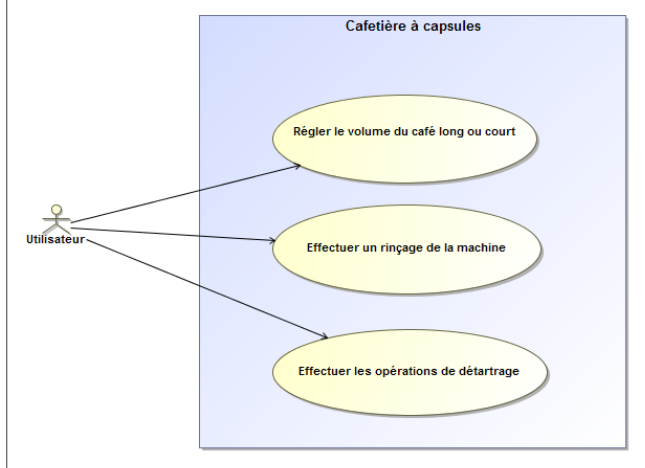 Cafetière à capsules
Régler le volume du café long ou court
Utilisateur
Effectuer un rinçage de la machine
Effectuer les opérations de détartrage